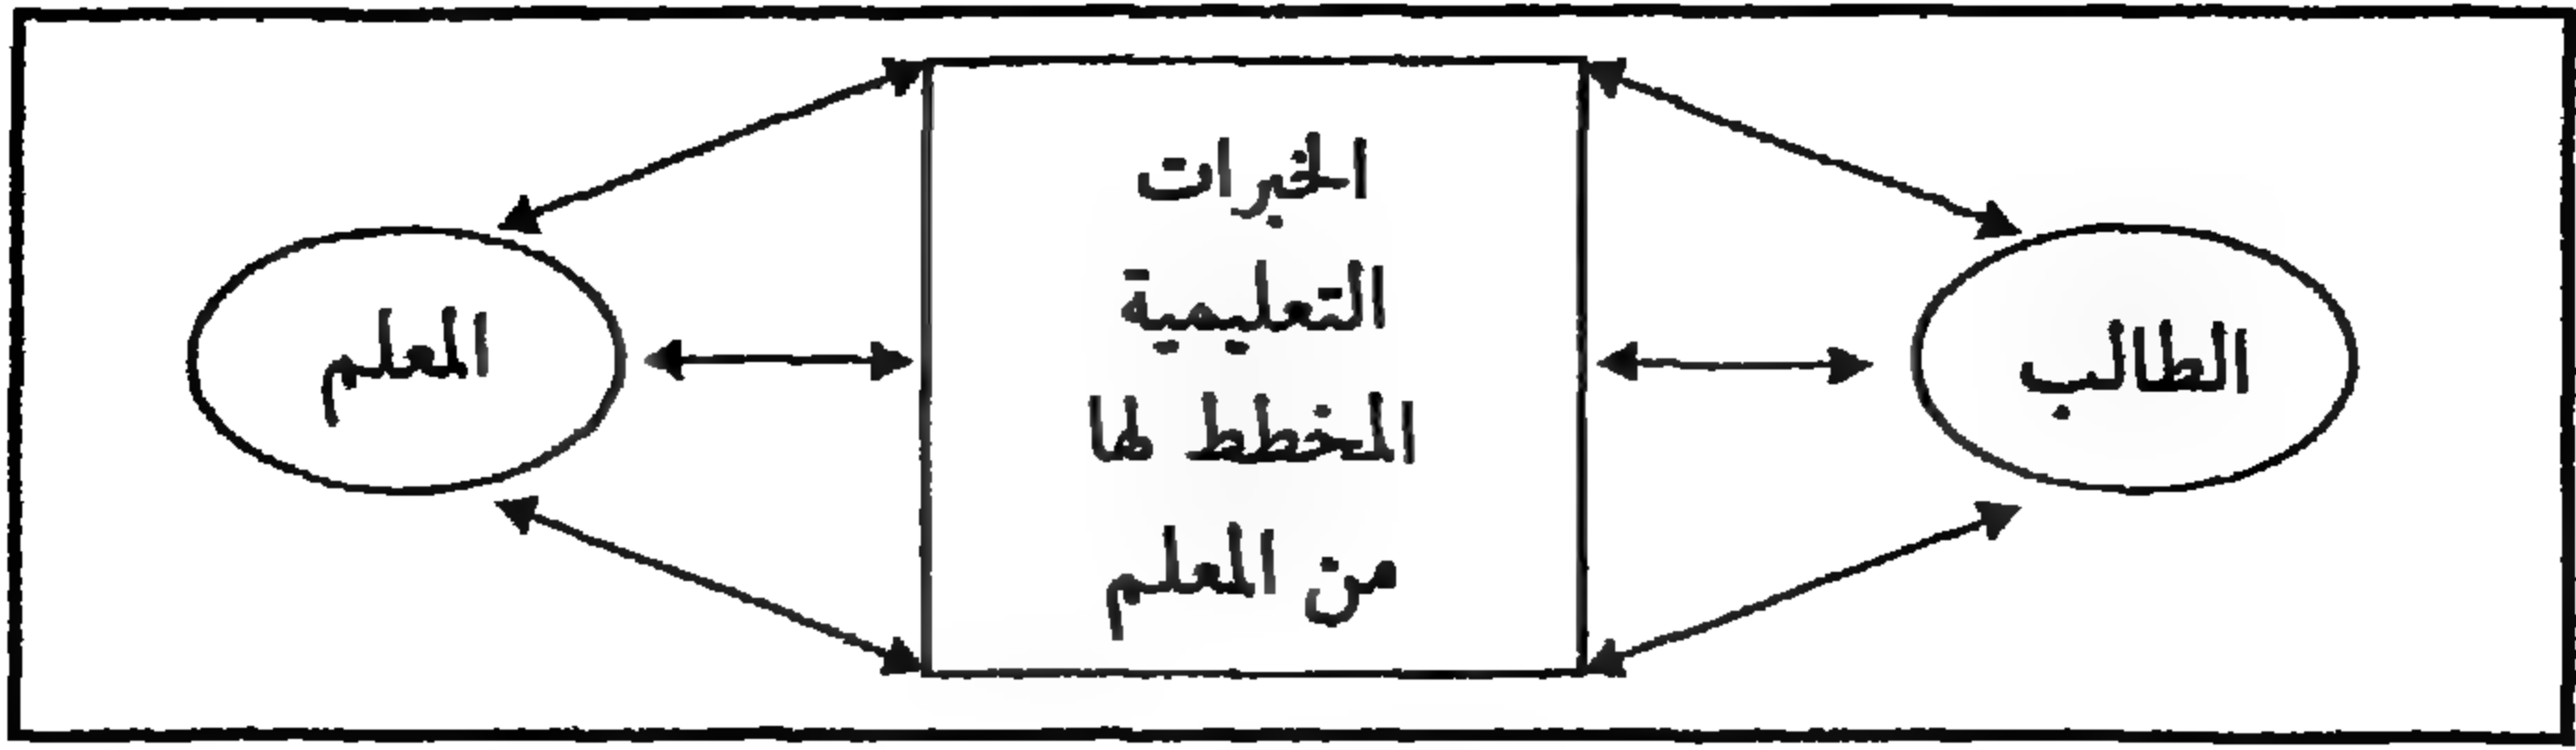 الطالب
الخبرات
التعليمية
المخطط لها
من المعلم
المعلم